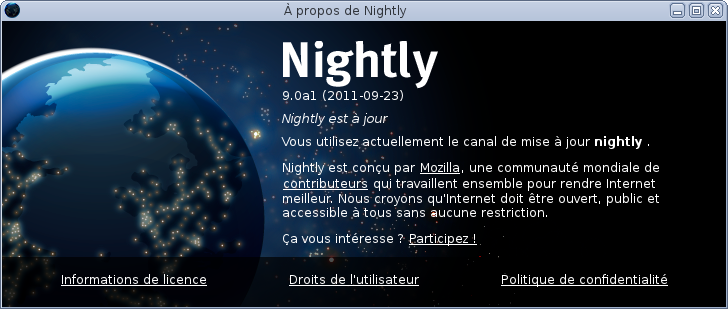 À propos de Nightly
Nightly
9.0a1 (2011-09-23)
Nightly est à jour
Vous utilisez actuellement le canal de mise à jour nightly .
Nightly est conçu par Mozilla, une communauté mondiale de
contributeurs qui travaillent ensemble pour rendre Internet
meilleur. Nous croyons qu'Internet doit être ouvert, public et
accessible à tous sans aucune restriction.
Ça vous intéresse ? Participez !
Informations de licence
Droits de l'utilisateur
Politique de confidentialité